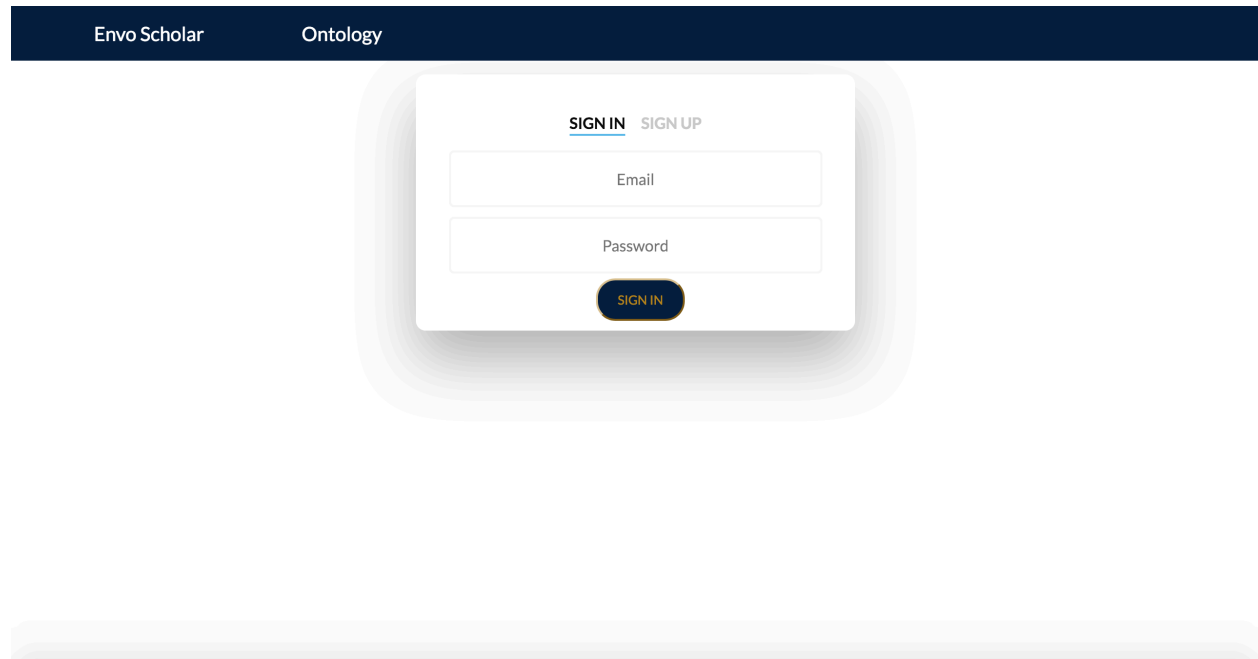 Envo Scholar Ontology
SIGN IN SIGN UP
Email
Password
SIGN IN